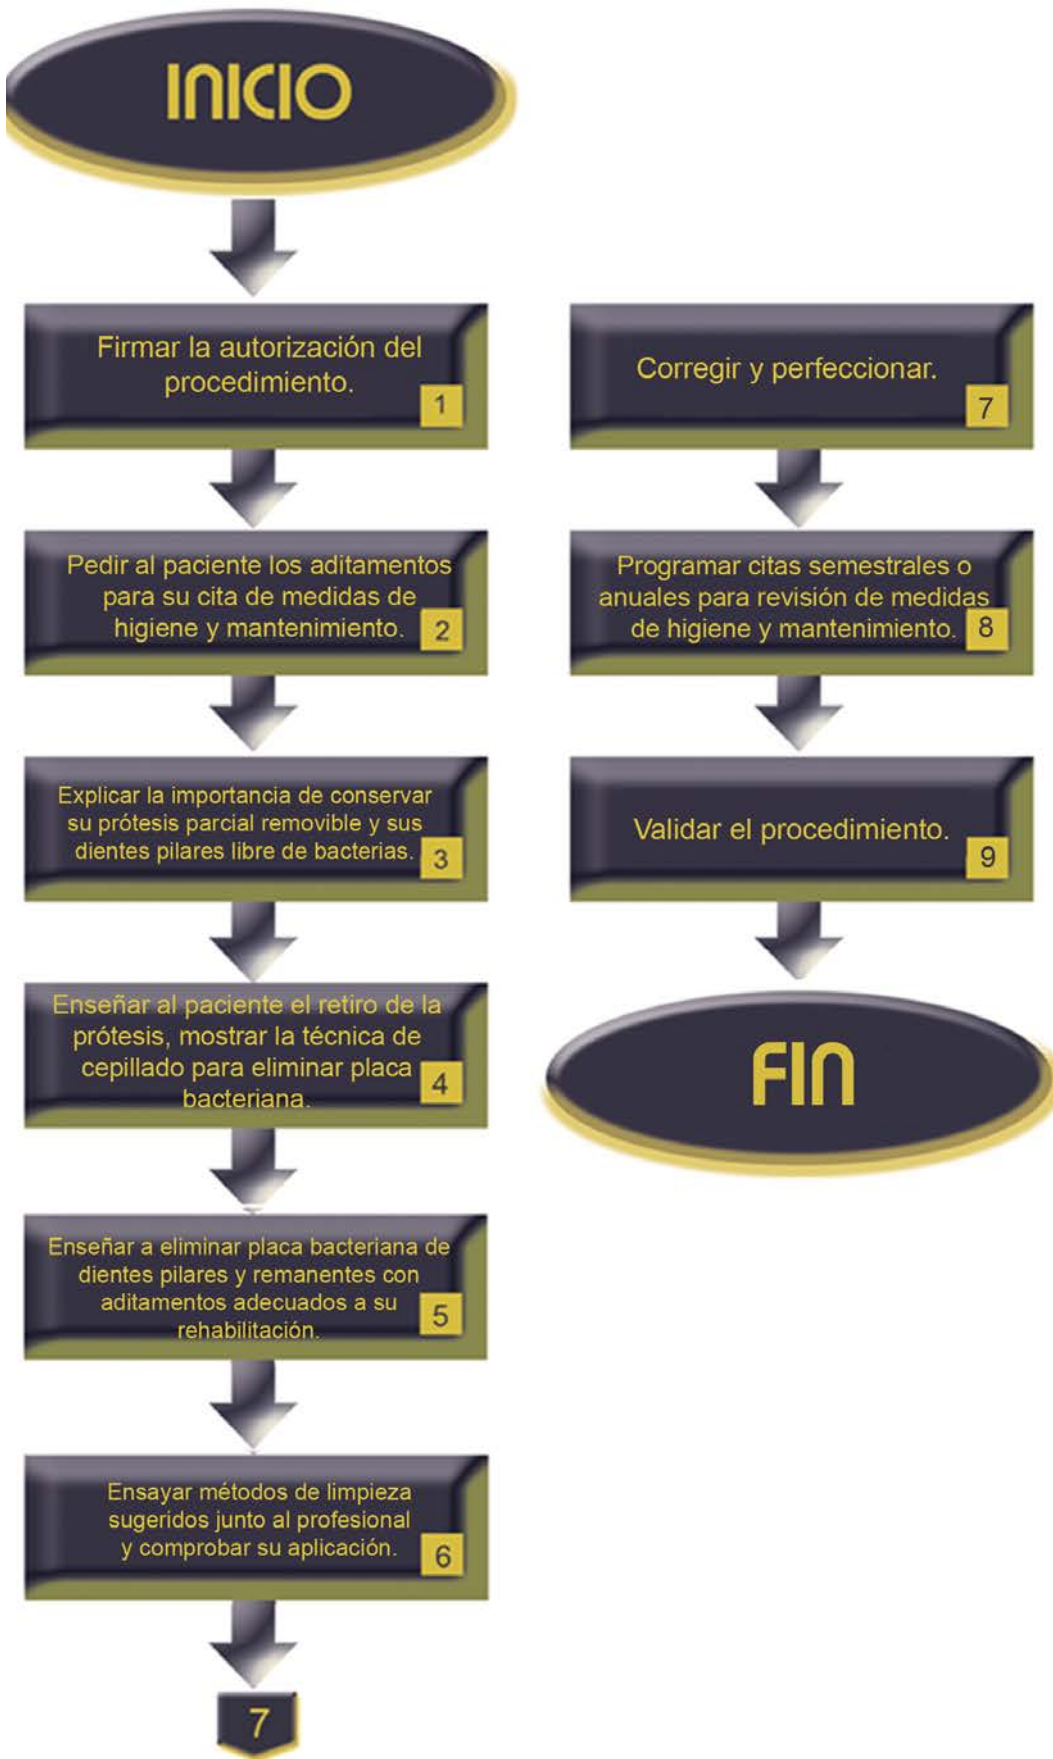 INICIO
Firmar la autorización del
procedimiento.
1
Pedir al paciente los aditamentos
para su cita de medidas de
higiene y mantenimiento.
2
Explicar la importancia de conservar
su prótesis parcial removible y sus
dientes pilares libre de bacterias.
3
Enseñar al paciente el retiro de la
prótesis, mostrar la técnica de
cepillado para eliminar placa
bacteriana.
4
Enseñar a eliminar placa bacteriana de
dientes pilares y remanentes con
aditamentos adecuados a su
rehabilitación.
5
Ensayar métodos de limpieza
sugeridos junto al profesional
y comprobar su aplicación.
6
7
Corregir y perfeccionar.
7
Programar citas semestrales o
anuales para revisión de medidas
de higiene y mantenimiento.
8
Validar el procedimiento.
9
FIN